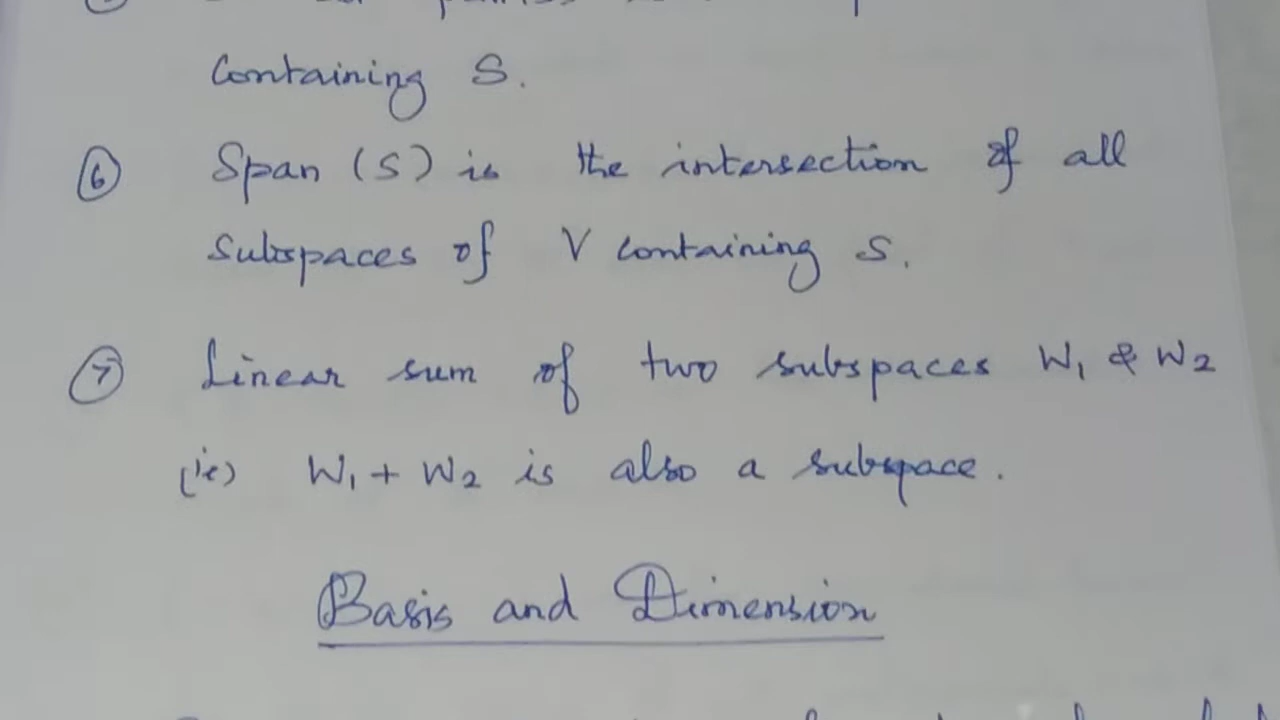 Containing S.
⑥ Span (S) is the intersection of all
Subspaces of V containing S.
⑦ Linear sum of two subspaces W₁ & W₂
(ie) W₁ + W₂ is also a subspace.
Basis and Dimension